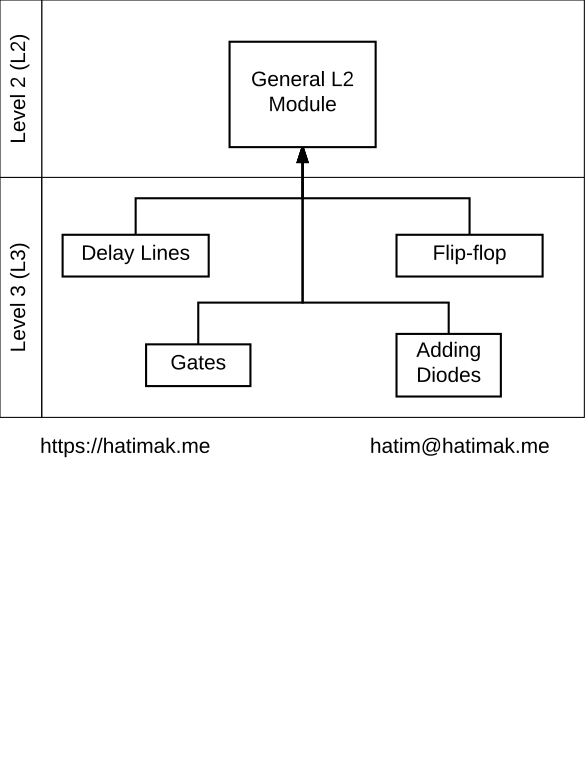 Level 2 (L2)
General L2
Module
Level 3 (L3)
Delay Lines
Flip-flop
Gates
Adding
Diodes
https://hatimak.me
hatim@hatimak.me